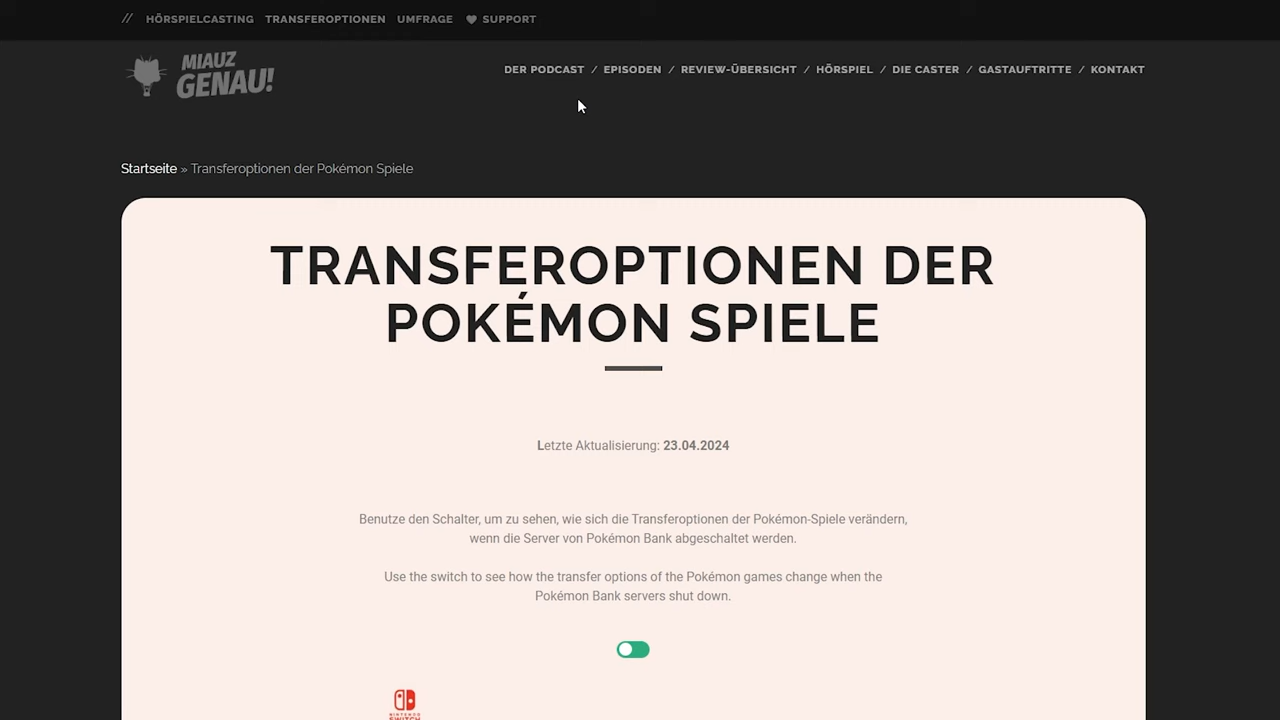 // HÖRSPIELCASTING TRANSFEROPTIONEN UMFRAGE SUPPORT
MIAUZ
GENAU!
DER PODCAST / EPISODEN / REVIEW-ÜBERSICHT / HÖRSPIEL / DIE CASTER / GASTAUFTRITTE / KONTAKT
Startseite » Transferoptionen der Pokémon Spiele
TRANSFEROPTIONEN DER
POKÉMON SPIELE
Letzte Aktualisierung: 23.04.2024
Benutze den Schalter, um zu sehen, wie sich die Transferoptionen der Pokémon-Spiele verändern,
wenn die Server von Pokémon Bank abgeschaltet werden.
Use the switch to see how the transfer options of the Pokémon games change when the
Pokémon Bank servers shut down.
NINTENDO
SWITCH